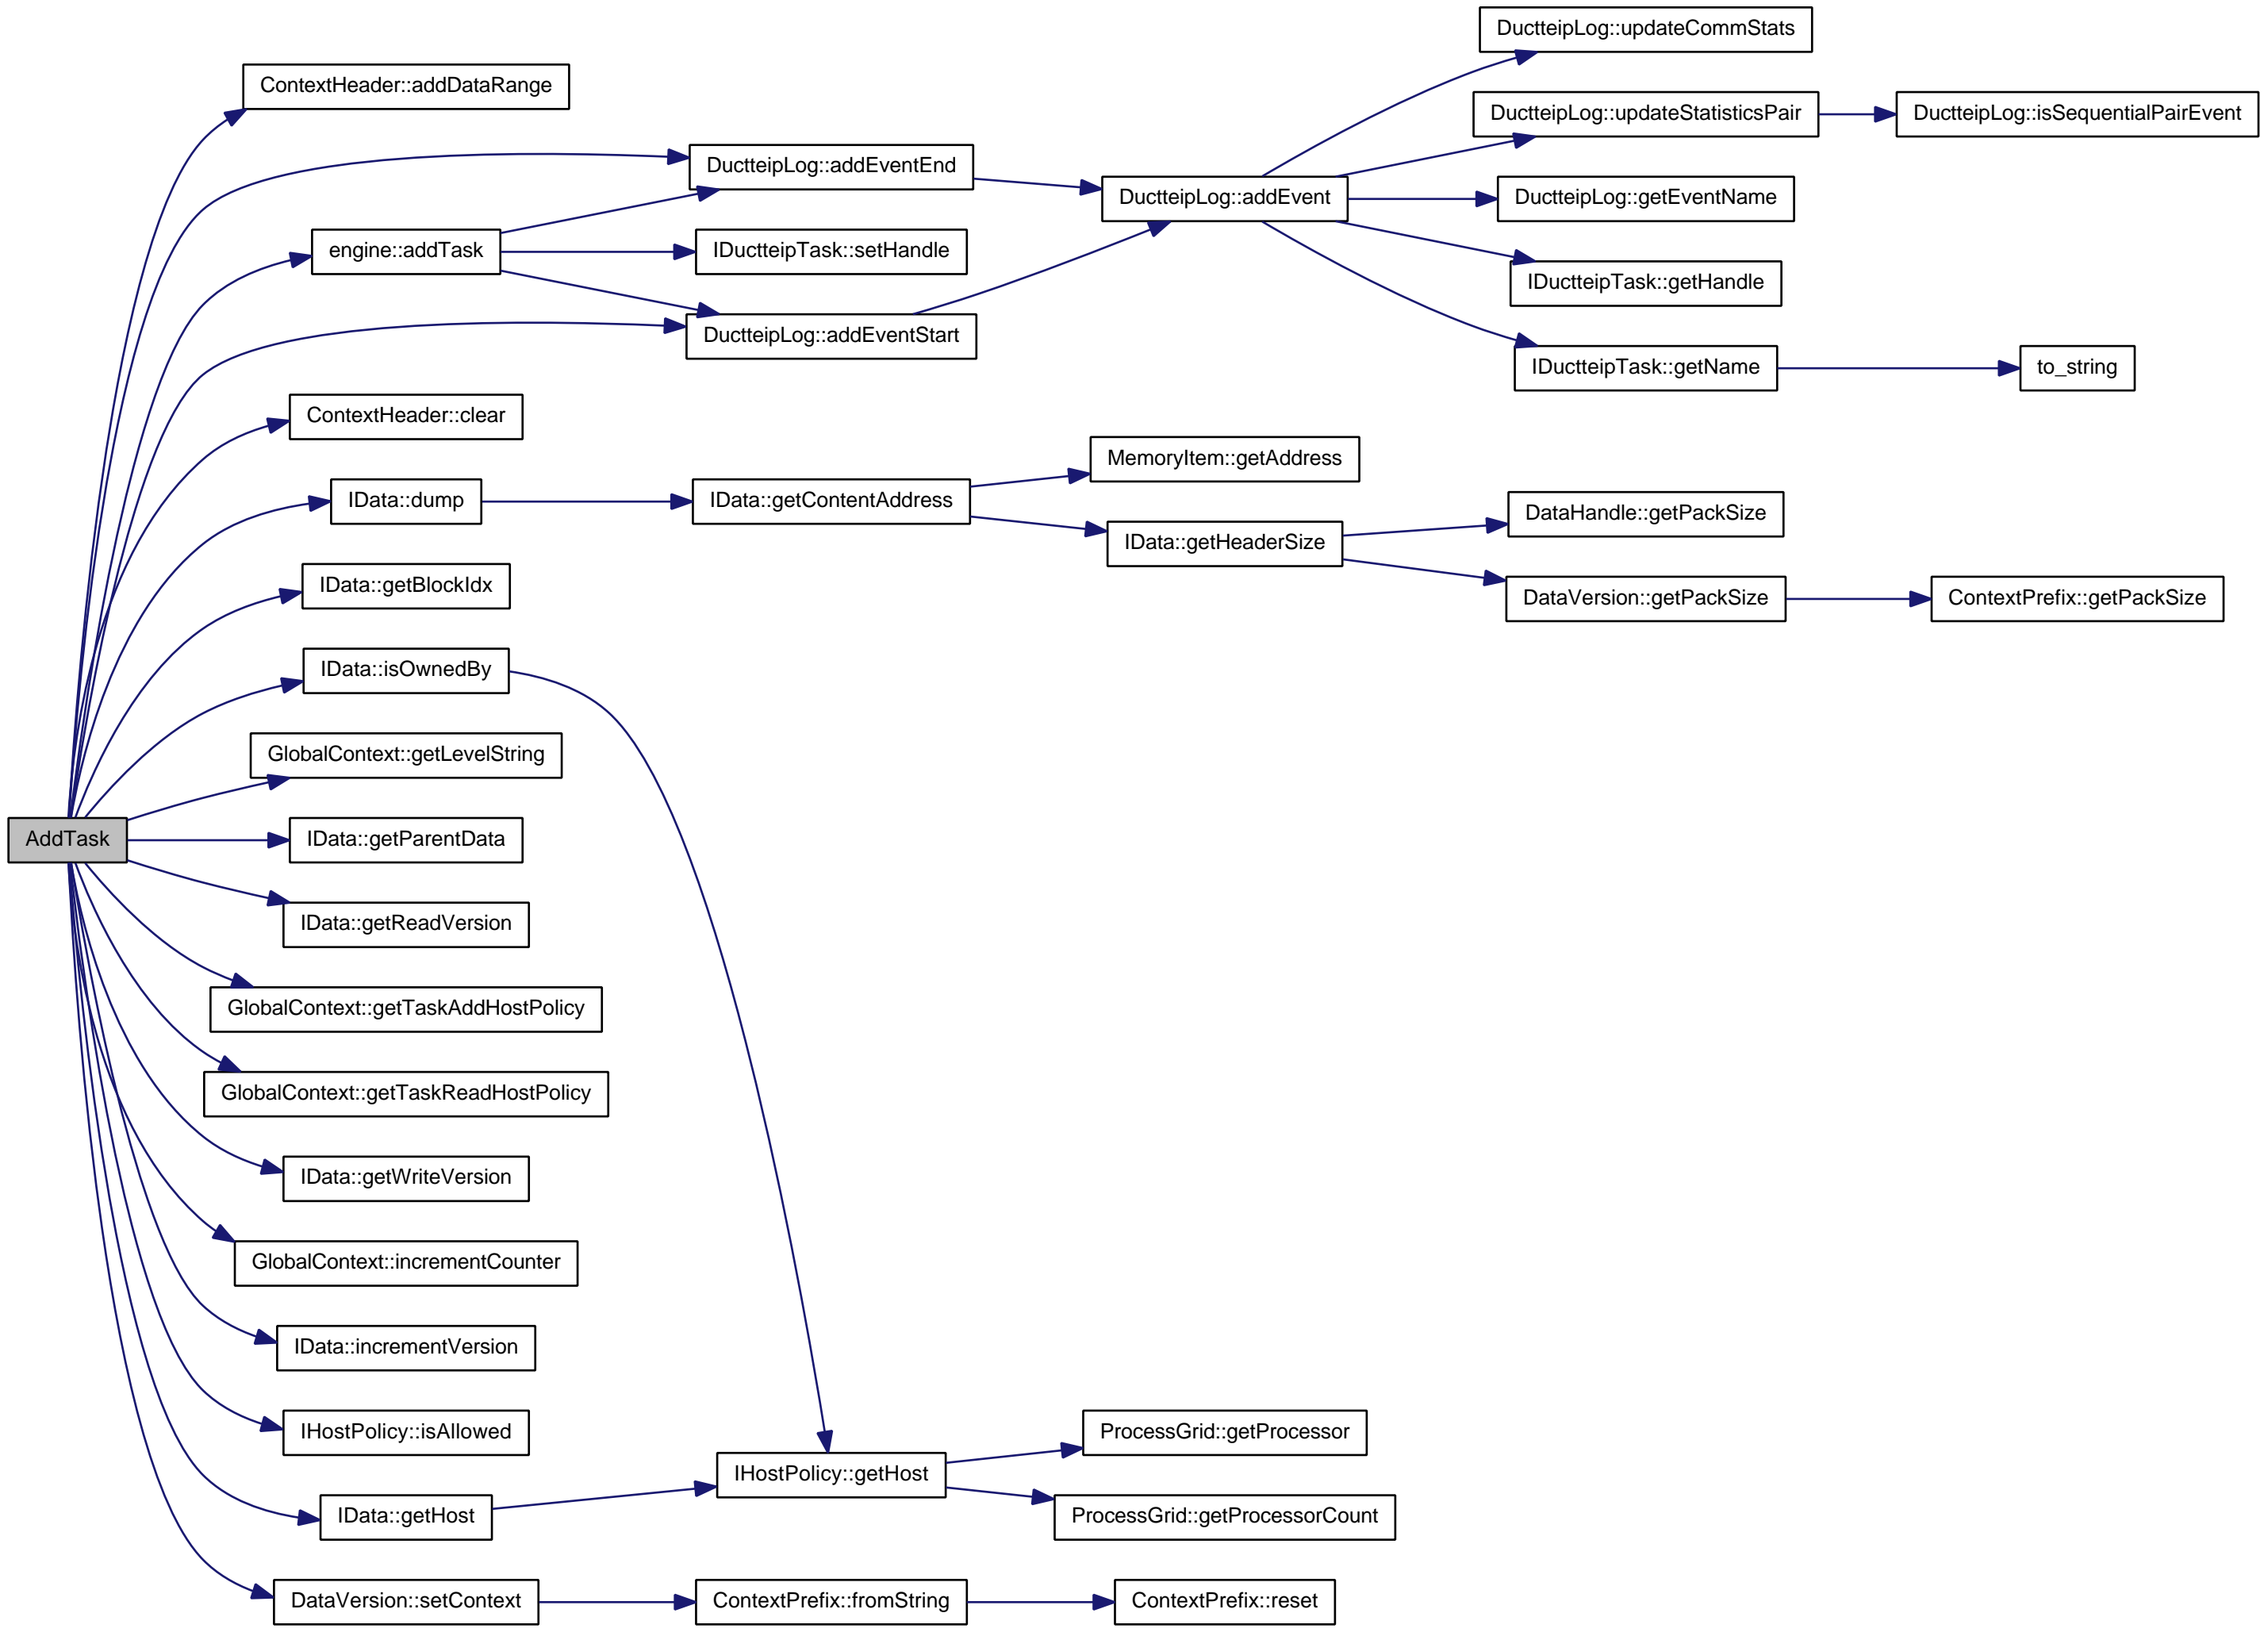 DuctteipLog::updateCommStats
ContextHeader::addDataRange
DuctteipLog::updateStatisticsPair
DuctteipLog::isSequentialPairEvent
DuctteipLog::addEventEnd
DuctteipLog::addEvent
DuctteipLog::getEventName
engine::addTask
IDuctteipTask::setHandle
IDuctteipTask::getHandle
DuctteipLog::addEventStart
IDuctteipTask::getName
to_string
ContextHeader::clear
MemoryItem::getAddress
IData::dump
IData::getContentAddress
DataHandle::getPackSize
IData::getHeaderSize
IData::getBlockIdx
DataVersion::getPackSize
ContextPrefix::getPackSize
IData::isOwnedBy
GlobalContext::getLevelString
AddTask
IData::getParentData
IData::getReadVersion
GlobalContext::getTaskAddHostPolicy
GlobalContext::getTaskReadHostPolicy
IData::getWriteVersion
GlobalContext::incrementCounter
IData::incrementVersion
IHostPolicy::isAllowed
ProcessGrid::getProcessor
IHostPolicy::getHost
IData::getHost
ProcessGrid::getProcessorCount
DataVersion::setContext
ContextPrefix::fromString
ContextPrefix::reset